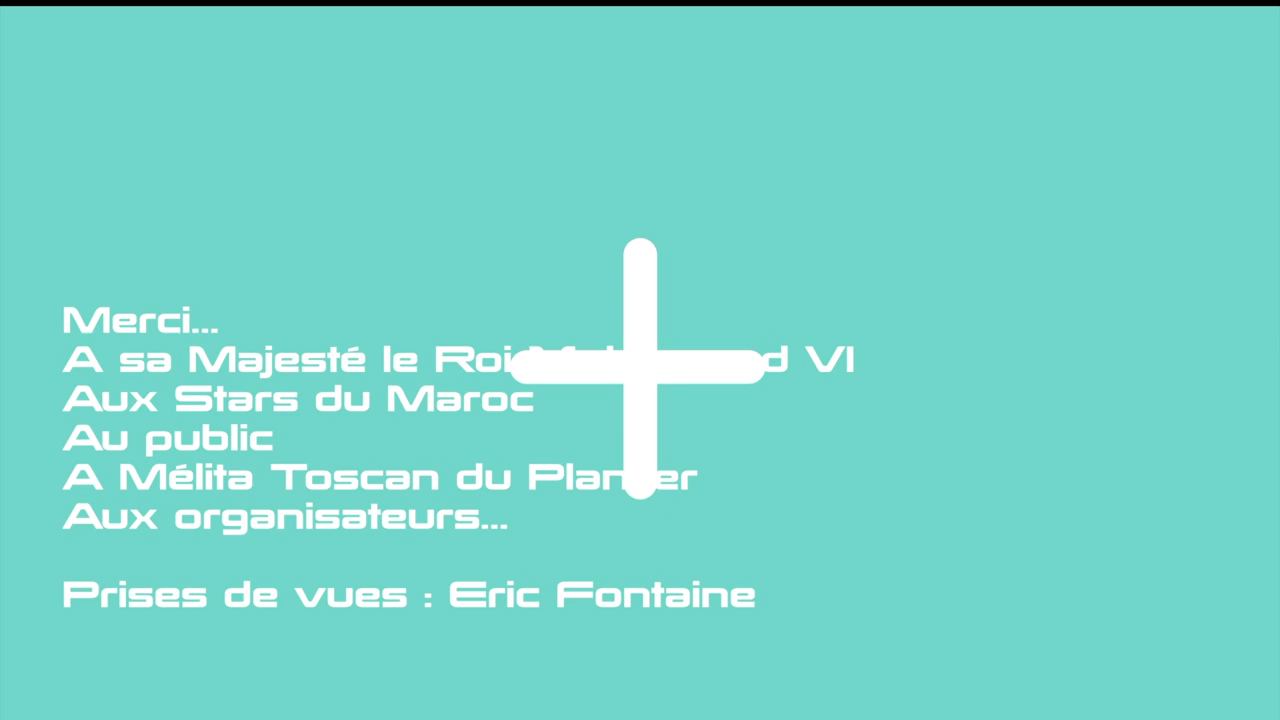 Merci...
A sa Majesté le Roi VI
Aux Stars du Maroc
Au public
A Mélita Toscan du
Aux organisateurs...
Prises de vues : Eric Fontaine